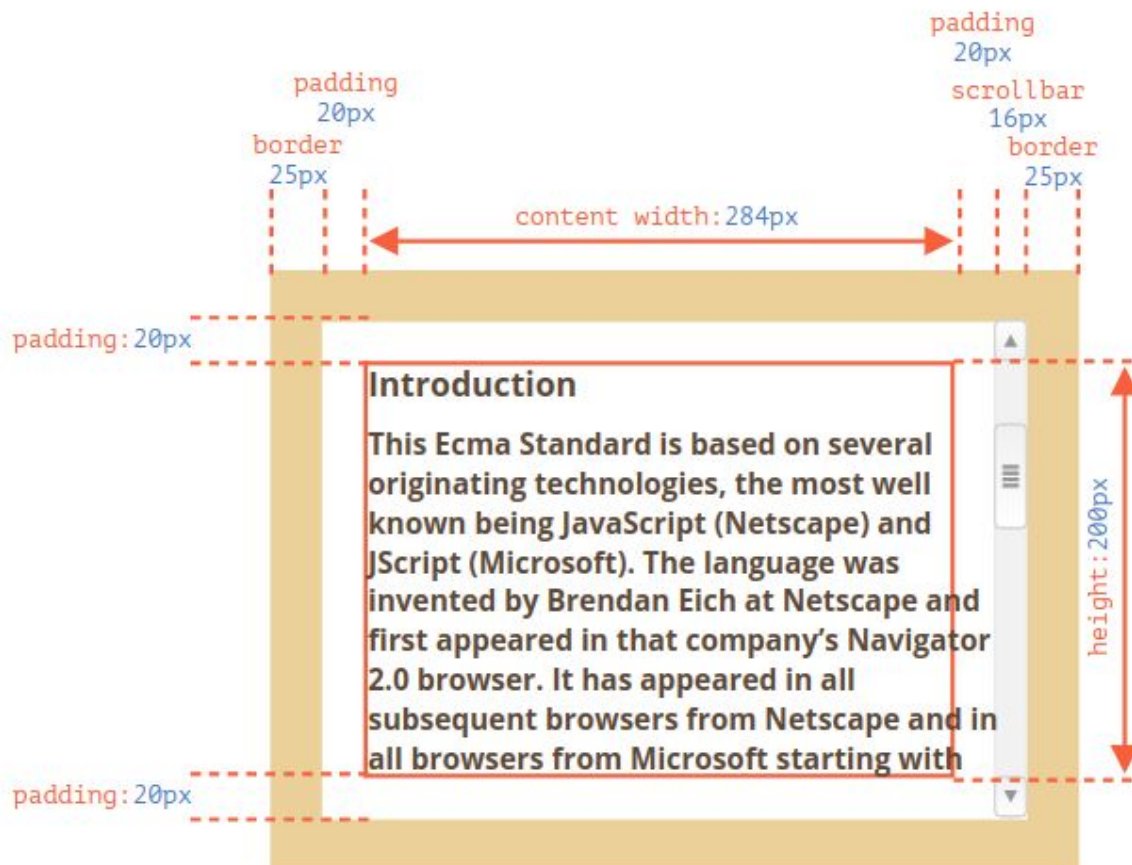 padding
20px
padding
20px
scrollbar
16px
border
25px
border
25px
content width:284px
padding:20px
Introduction
This Ecma Standard is based on several
originating technologies, the most well
known being JavaScript (Netscape) and
JScript (Microsoft). The language was
invented by Brendan Eich at Netscape and
first appeared in that company’s Navigator
2.0 browser. It has appeared in all
subsequent browsers from Netscape and in
all browsers from Microsoft starting with
height:200px
padding:20px